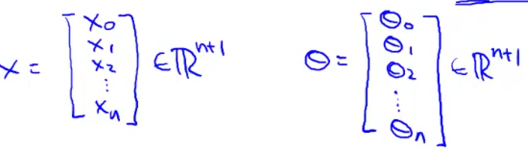 x = [x₀ x₁ x₂ ⋮ xₙ] ∈ ℝⁿ⁺¹
Θ = [Θ₀ Θ₁ Θ₂ ⋮ Θₙ] ∈ ℝⁿ⁺¹